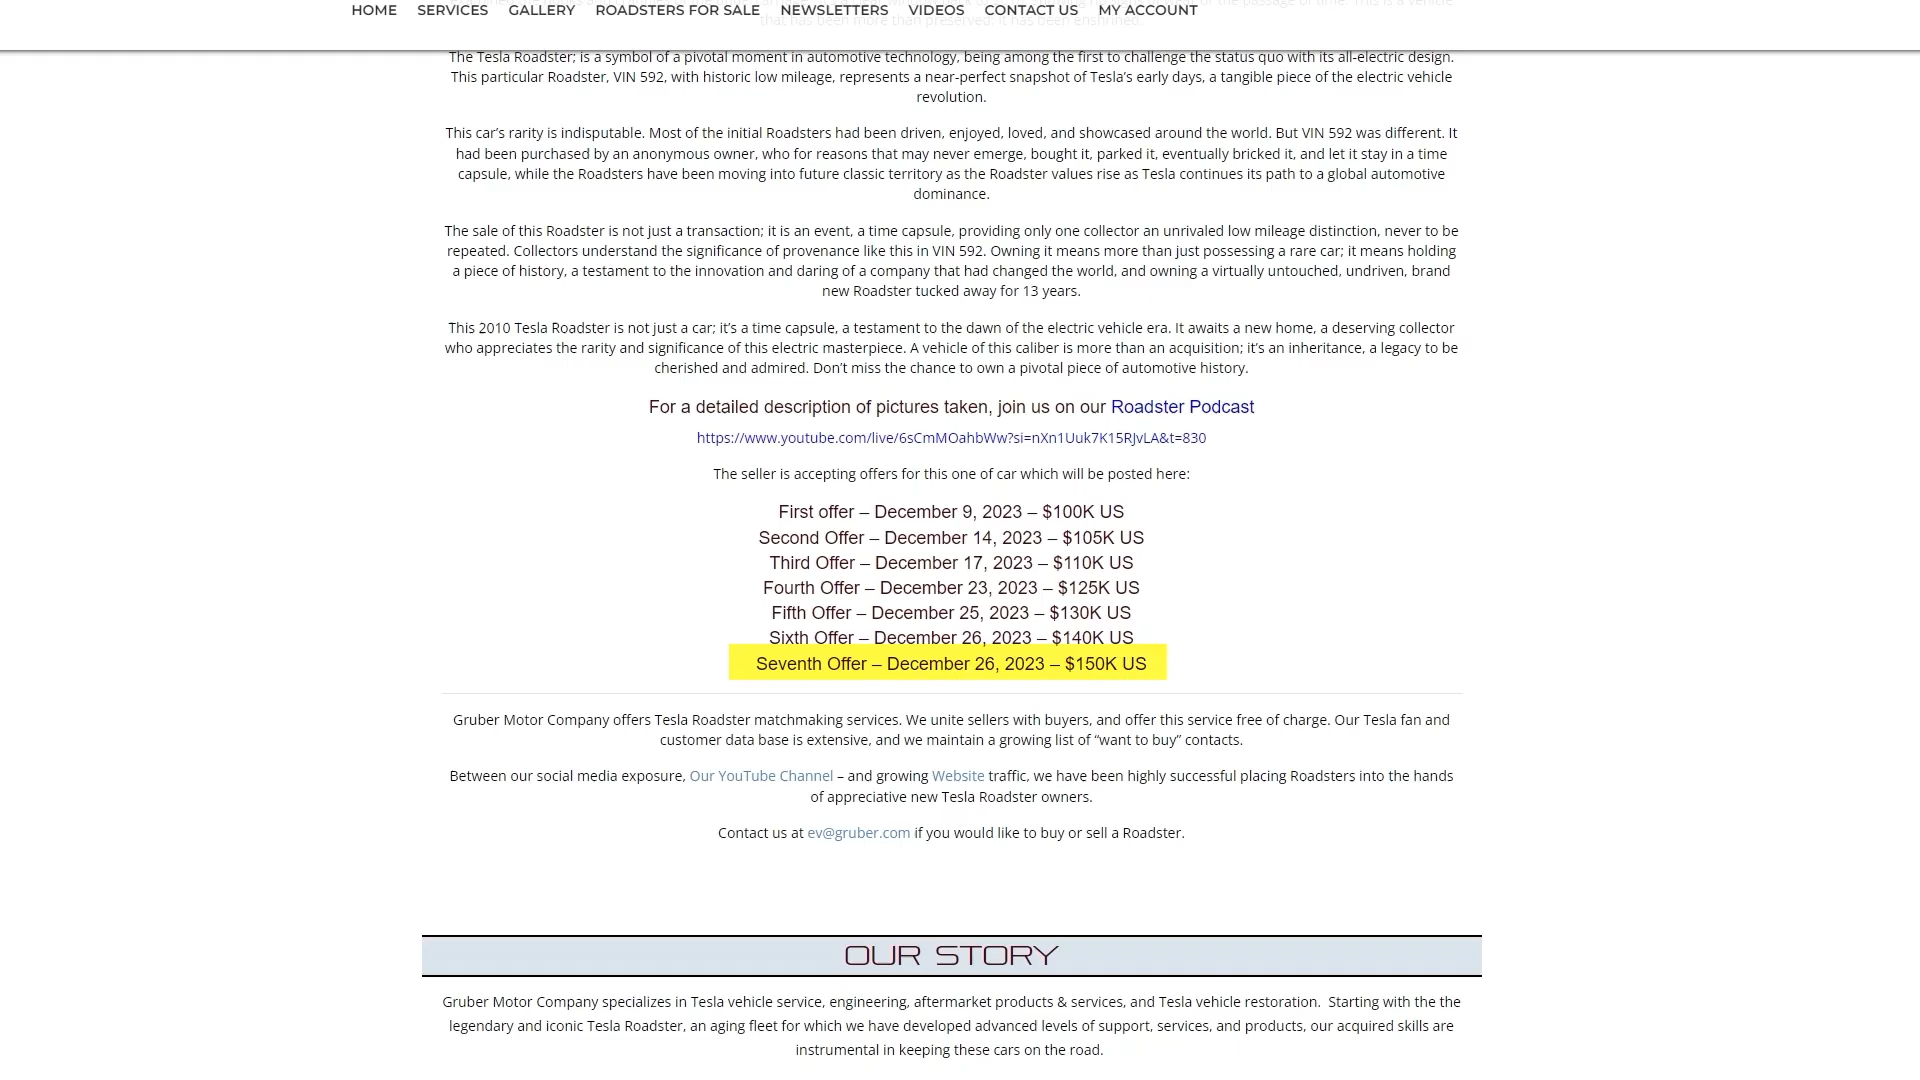 HOME SERVICES GALLERY ROADSTERS FOR SALE NEWSLETTERS VIDEOS CONTACT US MY ACCOUNT
that has been more than preserved, it has been enshrined.
The Tesla Roadster; is a symbol of a pivotal moment in automotive technology, being among the first to challenge the status quo with its all-electric design.
This particular Roadster, VIN 592, with historic low mileage, represents a near-perfect snapshot of Tesla’s early days, a tangible piece of the electric vehicle
revolution.
This car’s rarity is indisputable. Most of the initial Roadsters had been driven, enjoyed, loved, and showcased around the world. But VIN 592 was different. It
had been purchased by an anonymous owner, who for reasons that may never emerge, bought it, parked it, eventually bricked it, and let it stay in a time
capsule, while the Roadsters have been moving into future classic territory as the Roadster values rise as Tesla continues its path to a global automotive
dominance.
The sale of this Roadster is not just a transaction; it is an event, a time capsule, providing only one collector an unrivaled low mileage distinction, never to be
repeated. Collectors understand the significance of provenance like this in VIN 592. Owning it means more than just possessing a rare car; it means holding
a piece of history, a testament to the innovation and daring of a company that had changed the world, and owning a virtually untouched, undriven, brand
new Roadster tucked away for 13 years.
This 2010 Tesla Roadster is not just a car; it’s a time capsule, a testament to the dawn of the electric vehicle era. It awaits a new home, a deserving collector
who appreciates the rarity and significance of this electric masterpiece. A vehicle of this caliber is more than an acquisition; it’s an inheritance, a legacy to be
cherished and admired. Don’t miss the chance to own a pivotal piece of automotive history.
For a detailed description of pictures taken, join us on our Roadster Podcast
https://www.youtube.com/live/6sCmMOahbWw?si=nXn1Uuk7K15RJvLA&t=830
The seller is accepting offers for this one of car which will be posted here:
First offer – December 9, 2023 – $100K US
Second Offer – December 14, 2023 – $105K US
Third Offer – December 17, 2023 – $110K US
Fourth Offer – December 23, 2023 – $125K US
Fifth Offer – December 25, 2023 – $130K US
Sixth Offer – December 26, 2023 – $140K US
Seventh Offer – December 26, 2023 – $150K US
Gruber Motor Company offers Tesla Roadster matchmaking services. We unite sellers with buyers, and offer this service free of charge. Our Tesla fan and
customer data base is extensive, and we maintain a growing list of “want to buy” contacts.
Between our social media exposure, Our YouTube Channel – and growing Website traffic, we have been highly successful placing Roadsters into the hands
of appreciative new Tesla Roadster owners.
Contact us at ev@gruber.com if you would like to buy or sell a Roadster.
OUR STORY
Gruber Motor Company specializes in Tesla vehicle service, engineering, aftermarket products & services, and Tesla vehicle restoration.  Starting with the the
legendary and iconic Tesla Roadster, an aging fleet for which we have developed advanced levels of support, services, and products, our acquired skills are
instrumental in keeping these cars on the road.